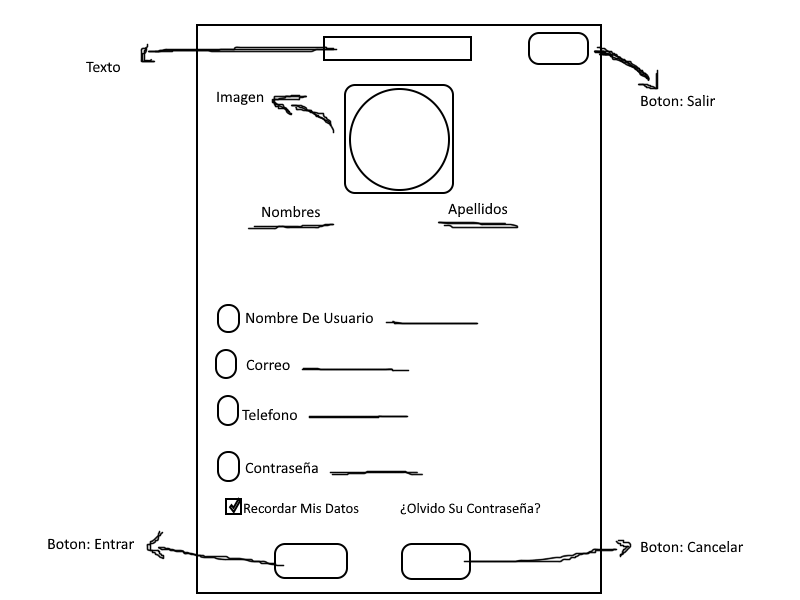 Texto
Boton: Salir
Imagen
Nombres
Apellidos
Nombre De Usuario
Correo
Telefono
Contraseña
Recordar Mis Datos
¿Olvido Su Contraseña?
Boton: Entrar
Boton: Cancelar